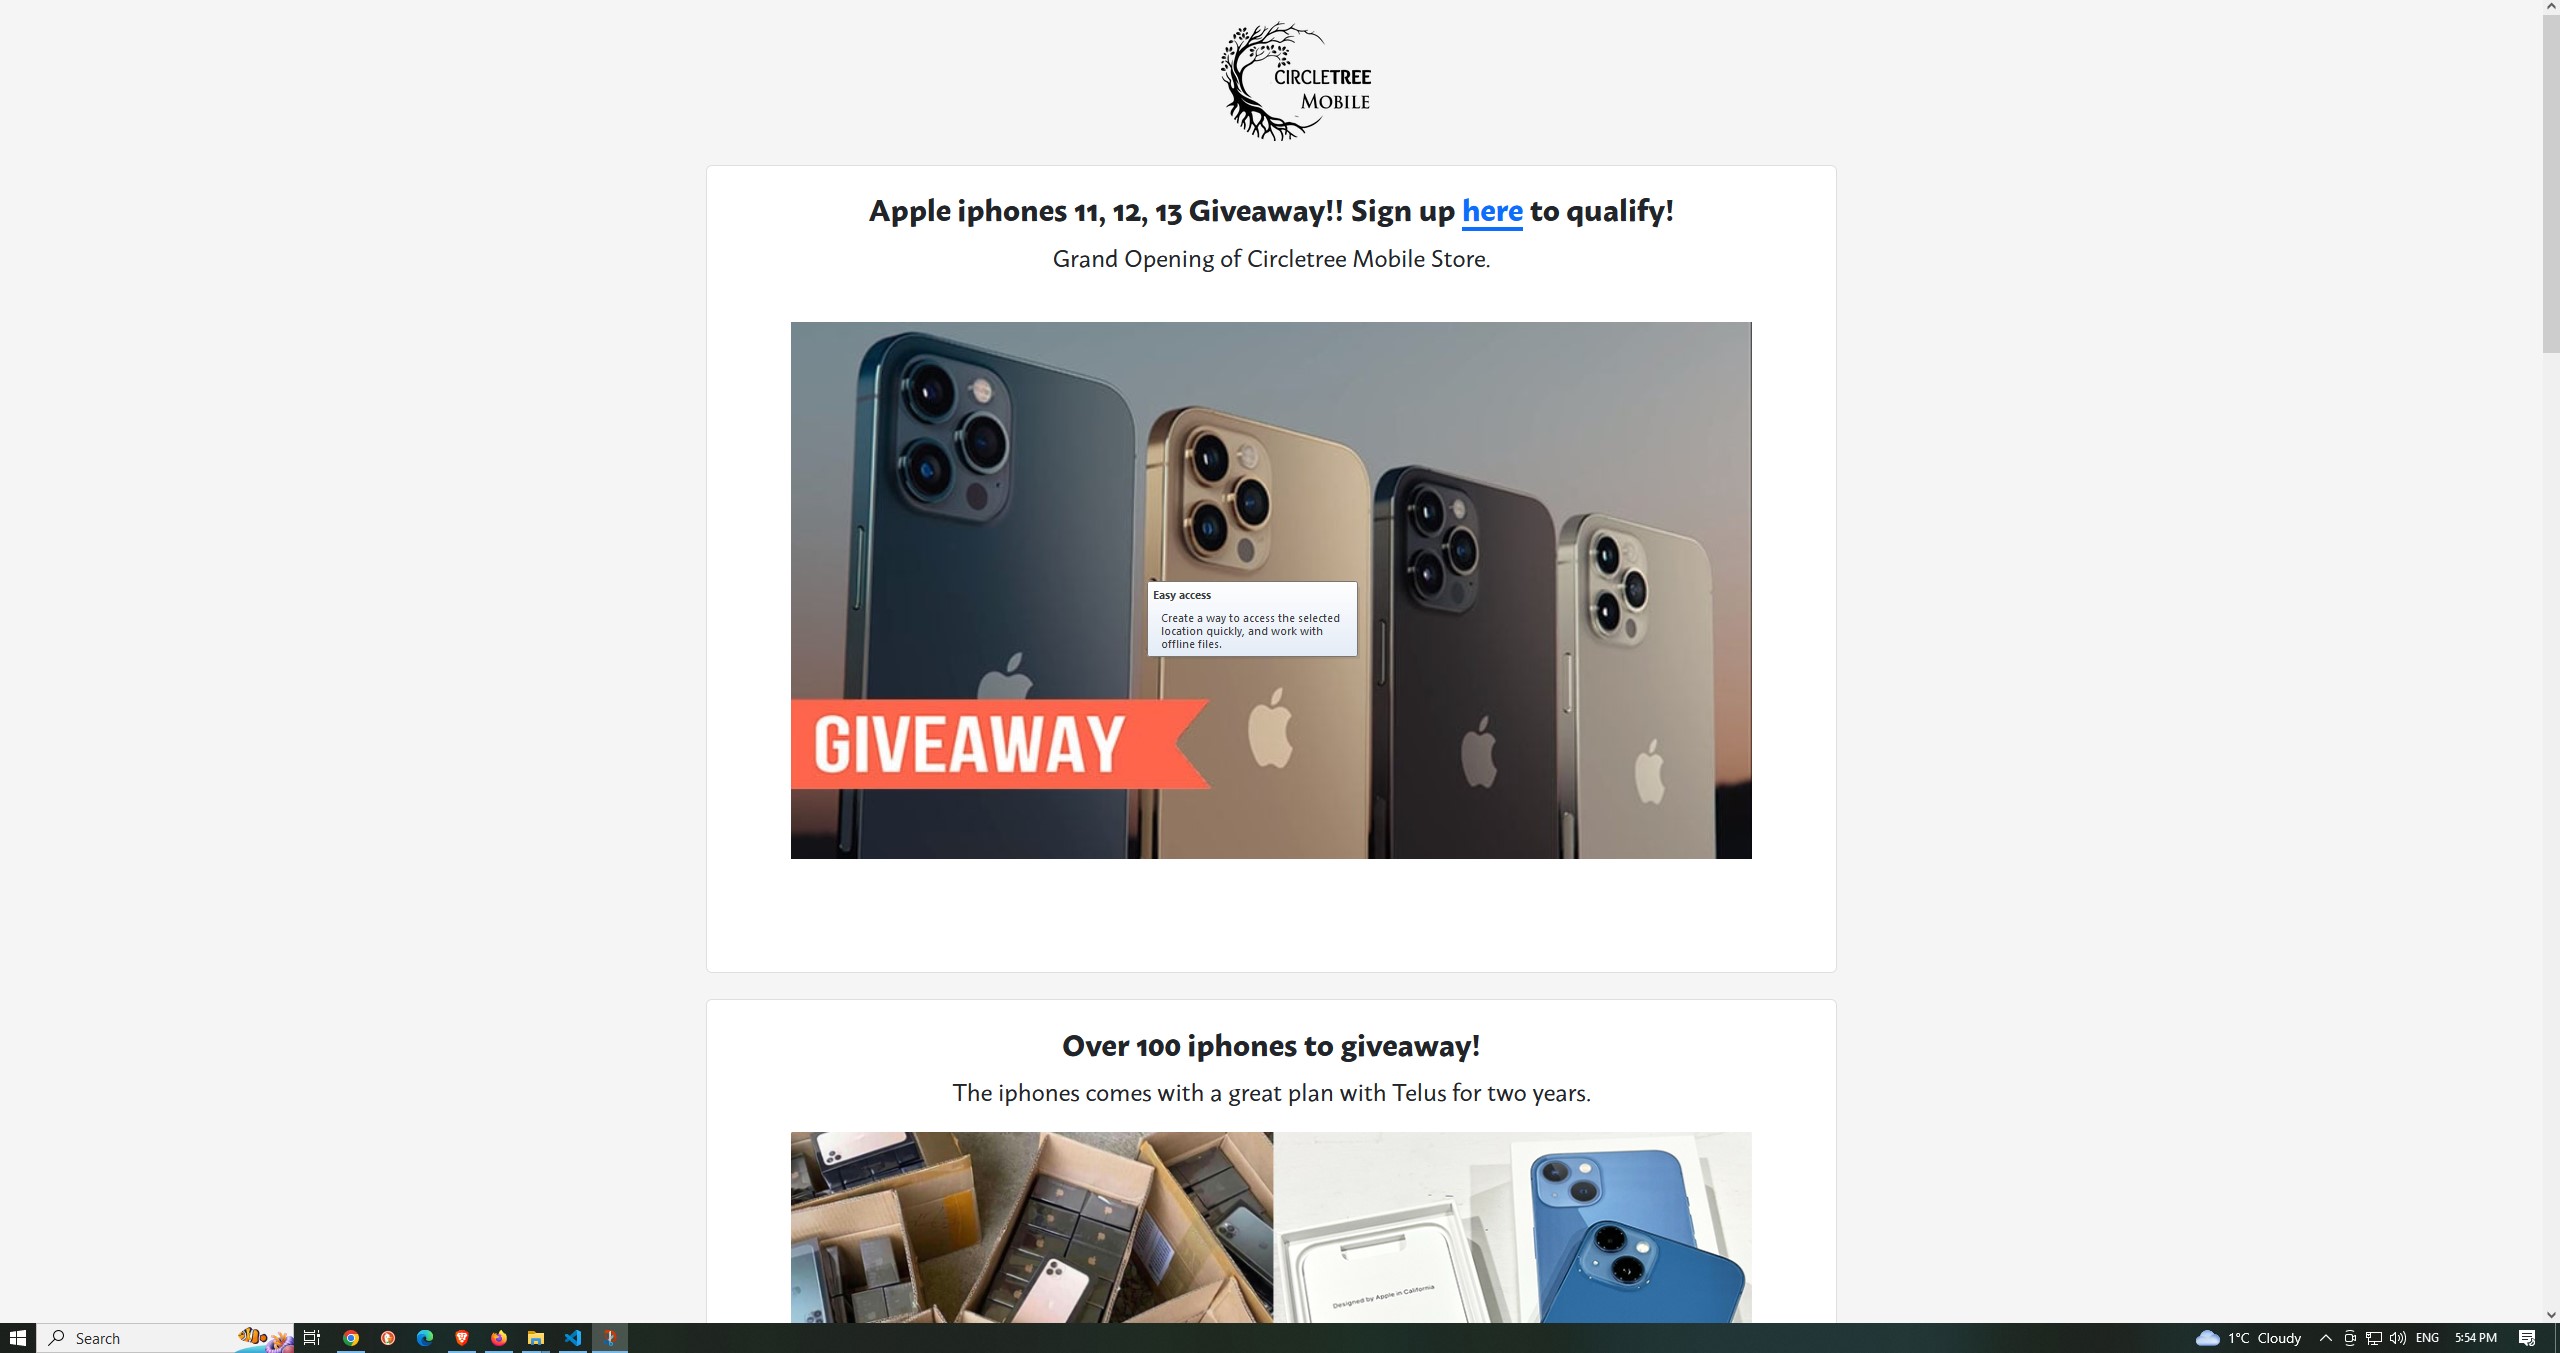 CIRCLETREE
MOBILE
Apple iphones 11, 12, 13 Giveaway!! Sign up here to qualify!
Grand Opening of Circletree Mobile Store.
Easy access
Create a way to access the selected
location quickly, and work with
offline files.
GIVEAWAY
Over 100 iphones to giveaway!
The iphones comes with a great plan with Telus for two years.
Designed by Apple in California
Search
1°C Cloudy
ENG
5:54 PM